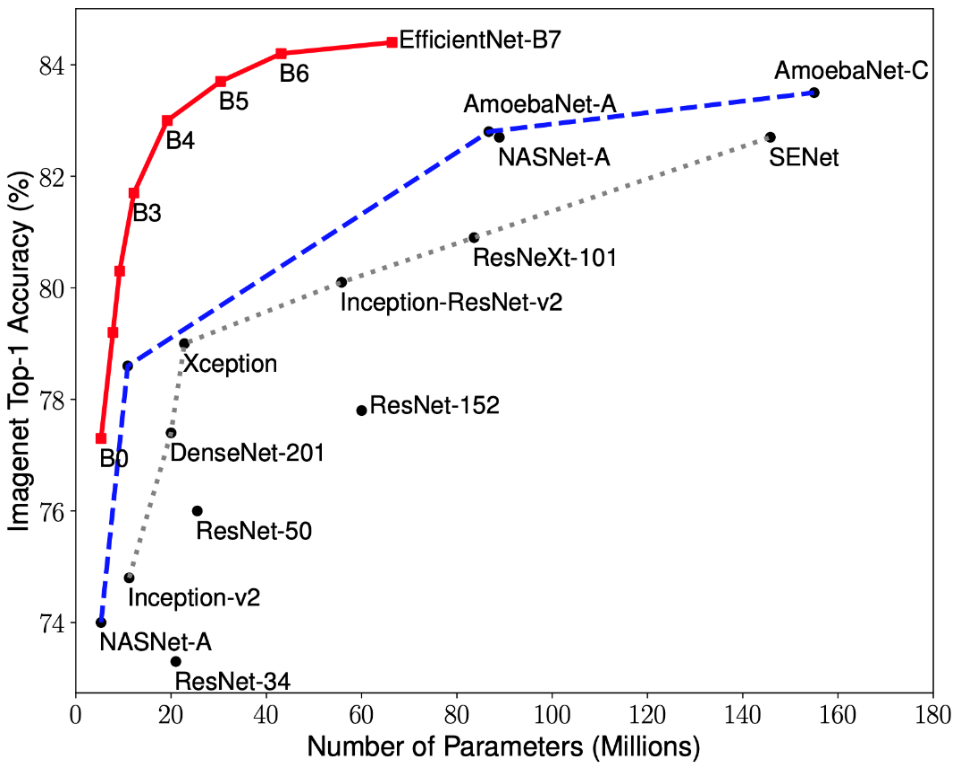 EfficientNet-B7
84
B6
AmoebaNet-C
B5
AmoebaNet-A
B4
NASNet-A
SENet
82
B3
ResNeXt-101
80
Inception-ResNet-v2
Xception
78
ResNet-152
B0
DenseNet-201
76
ResNet-50
Inception-v2
74
NASNet-A
ResNet-34
0 20 40 60 80 100 120 140 160 180
Number of Parameters (Millions)
Imagenet Top-1 Accuracy (%)